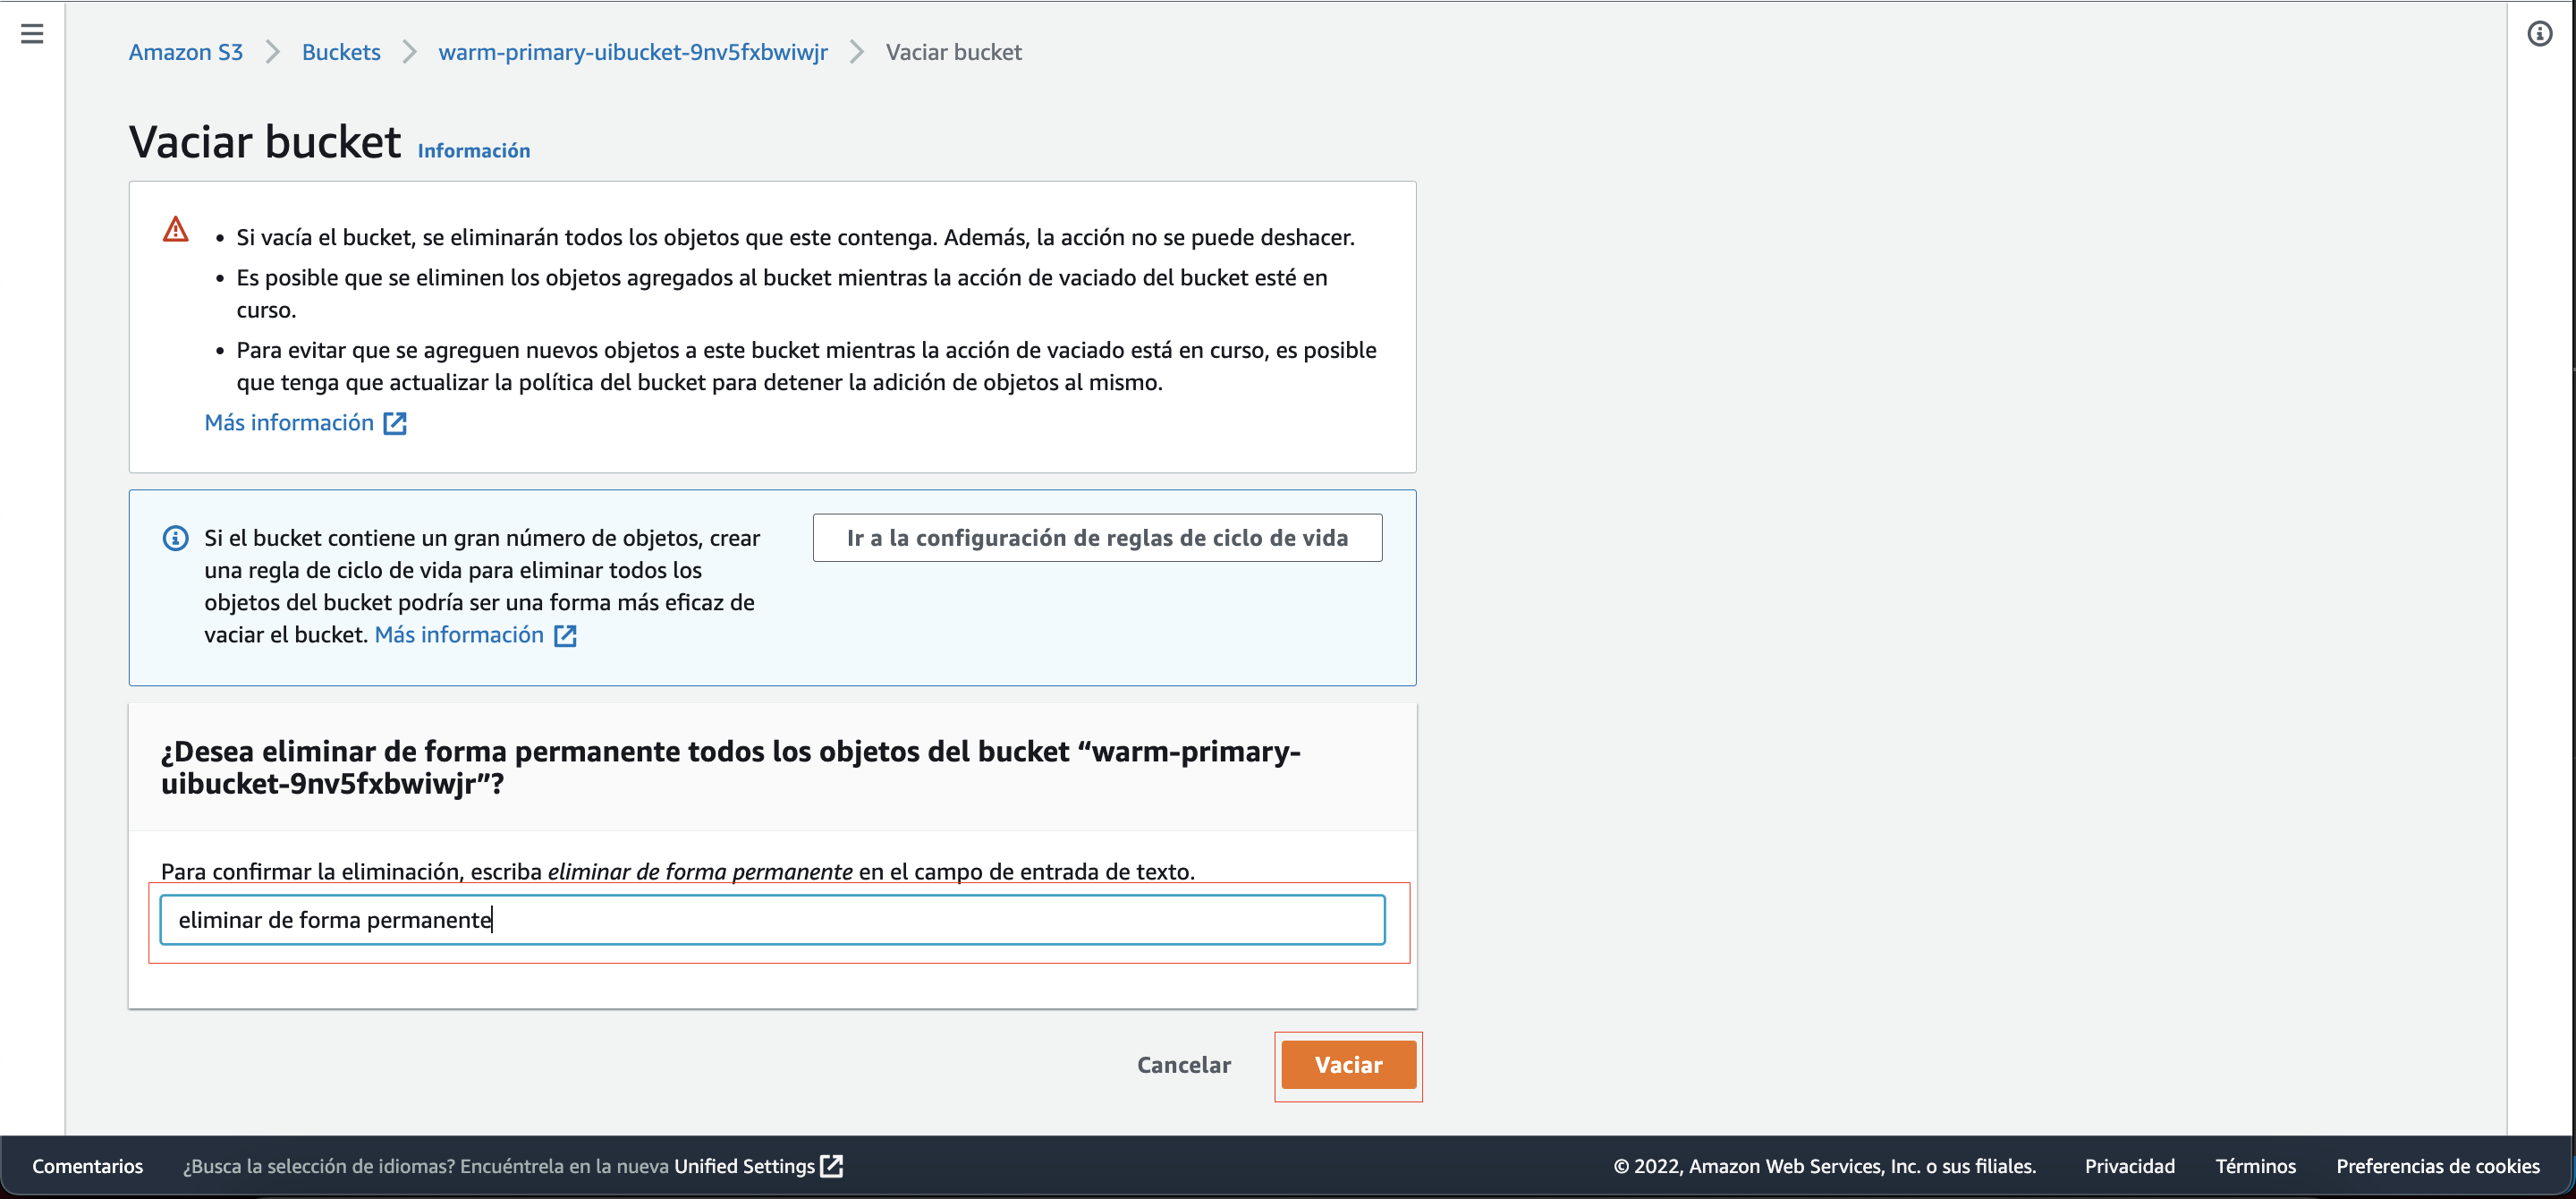 Amazon S3 Buckets warm-primary-uibucket-9nv5fxbwiwjr Vaciar bucket
Vaciar bucket Información
• Si vacía el bucket, se eliminarán todos los objetos que este contenga. Además, la acción no se puede deshacer.
• Es posible que se eliminen los objetos agregados al bucket mientras la acción de vaciado del bucket esté en
curso.
• Para evitar que se agreguen nuevos objetos a este bucket mientras la acción de vaciado está en curso, es posible
que tenga que actualizar la política del bucket para detener la adición de objetos al mismo.
Más información
Si el bucket contiene un gran número de objetos, crear
una regla de ciclo de vida para eliminar todos los
objetos del bucket podría ser una forma más eficaz de
vaciar el bucket. Más información
Ir a la configuración de reglas de ciclo de vida
¿Desea eliminar de forma permanente todos los objetos del bucket “warm-primary-
uibucket-9nv5fxbwiwjr”?
Para confirmar la eliminación, escriba eliminar de forma permanente en el campo de entrada de texto.
eliminar de forma permanente
Cancelar Vaciar
Comentarios ¿Busca la selección de idiomas? Encuéntrela en la nueva Unified Settings © 2022, Amazon Web Services, Inc. o sus filiales. Privacidad Términos Preferencias de cookies